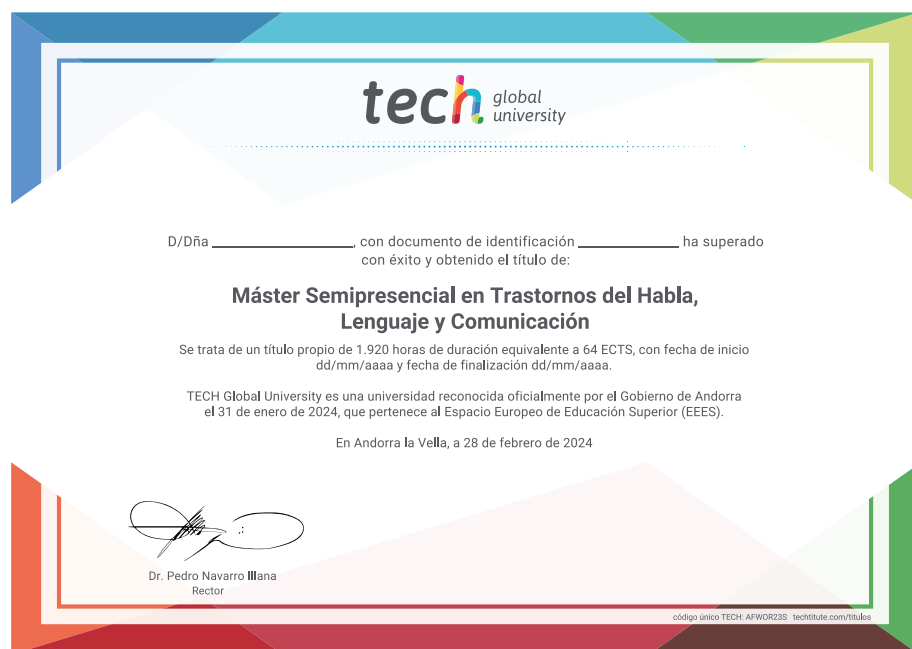 tech global university
D/Dña ____________________, con documento de identificación ______________ ha superado
con éxito y obtenido el título de:
Máster Semipresencial en Trastornos del Habla,
Lenguaje y Comunicación
Se trata de un título propio de 1.920 horas de duración equivalente a 64 ECTS, con fecha de inicio
dd/mm/aaaa y fecha de finalización dd/mm/aaaa.
TECH Global University es una universidad reconocida oficialmente por el Gobierno de Andorra
el 31 de enero de 2024, que pertenece al Espacio Europeo de Educación Superior (EEES).
En Andorra la Vella, a 28 de febrero de 2024
Dr. Pedro Navarro Illana
Rector
código único TECH: AFWOR23S techtitute.com/titulos